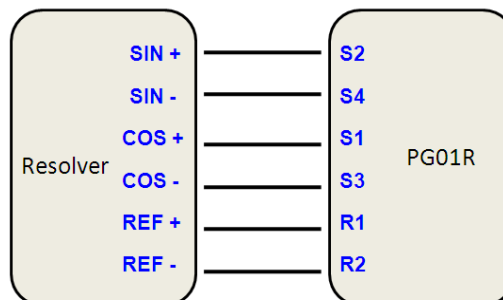 SIN + S2
SIN - S4
COS + S1
Resolver PG01R
COS - S3
REF + R1
REF - R2